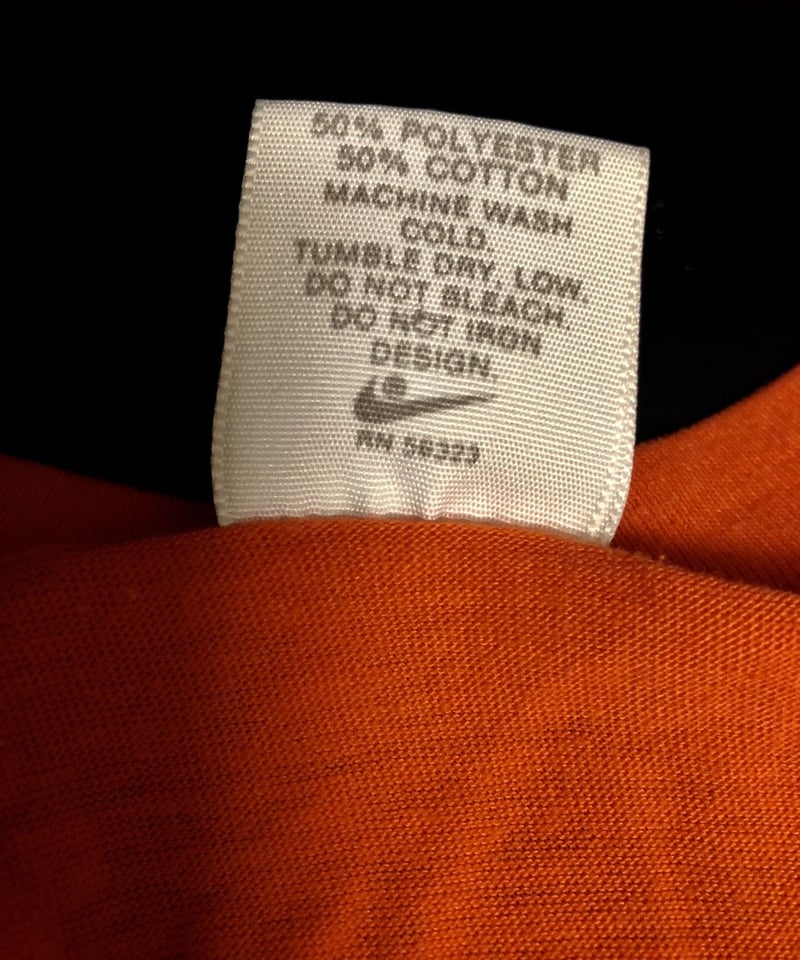 50% POLYESTER
50% COTTON
MACHINE WASH
COLD.
TUMBLE DRY, LOW.
DO NOT BLEACH.
DO NOT IRON
DESIGN.
RN 56323